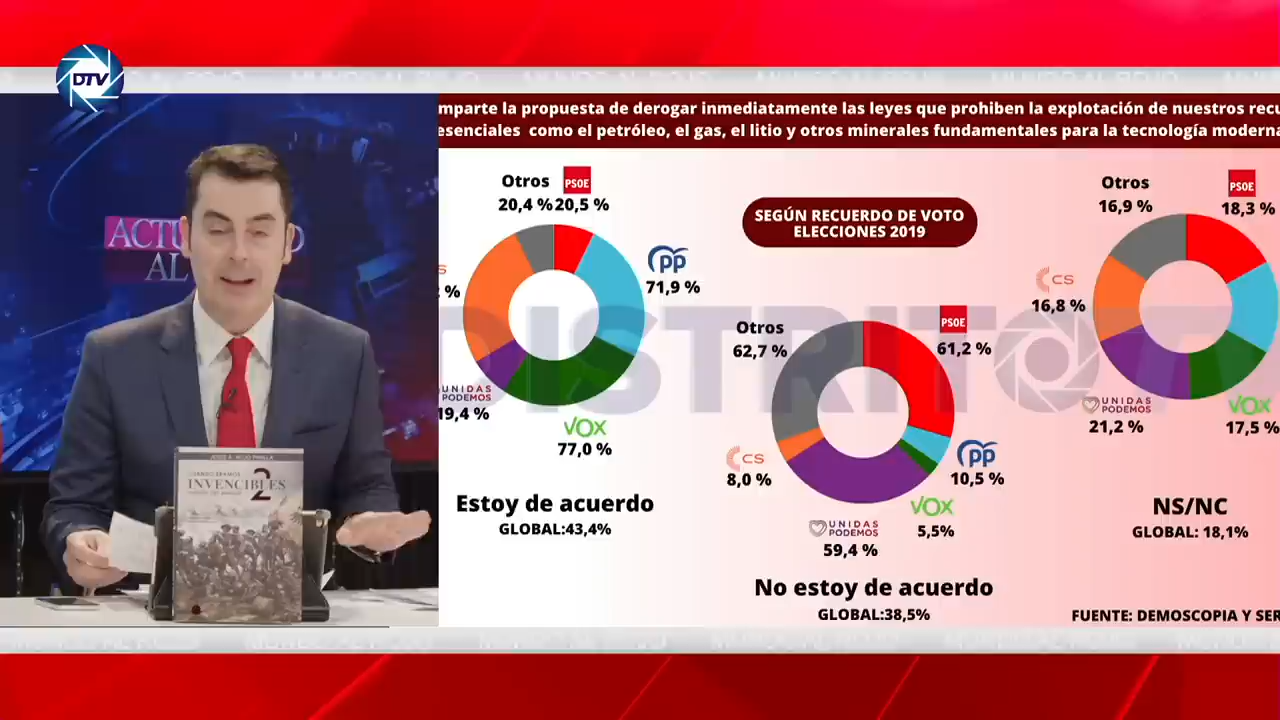 DTV
mparte la propuesta de derogar inmediatamente las leyes que prohiben la explotación de nuestros recu
esenciales como el petróleo, el gas, el litio y otros minerales fundamentales para la tecnología moderna
Otros
20,4 %
PSOE
20,5 %
PP
71,9 %
VOX
77,0 %
UNIDAS
PODEMOS
19,4 %
%
Estoy de acuerdo
GLOBAL:43,4%
SEGÚN RECUERDO DE VOTO
ELECCIONES 2019
Otros
62,7 %
PSOE
61,2 %
PP
10,5 %
VOX
5,5%
UNIDAS
PODEMOS
59,4 %
CS
8,0 %
No estoy de acuerdo
GLOBAL:38,5%
Otros
16,9 %
PSOE
18,3 %
CS
16,8 %
UNIDAS
PODEMOS
21,2 %
VOX
17,5 %
NS/NC
GLOBAL: 18,1%
FUENTE: DEMOSCOPIA Y SER
DISTRITO
ACTU
AL
INVENCIBLES
2